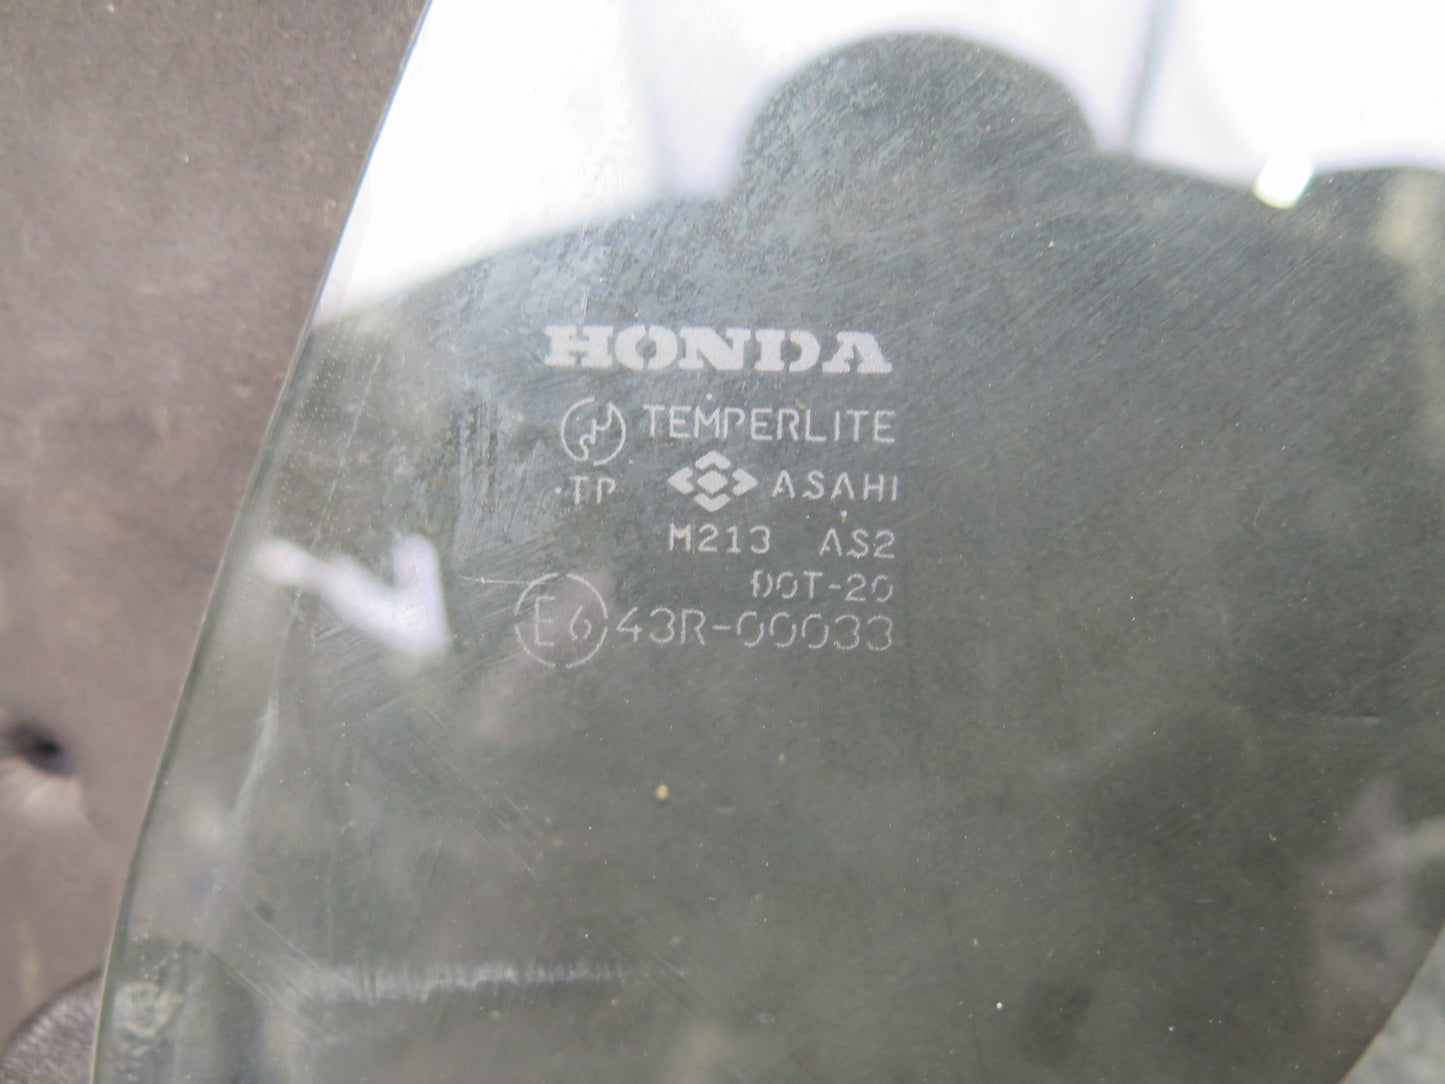 HONDA
TEMPERLITE
TP ASAHI
M213 AS2
DOT-20
E6 43R-00033